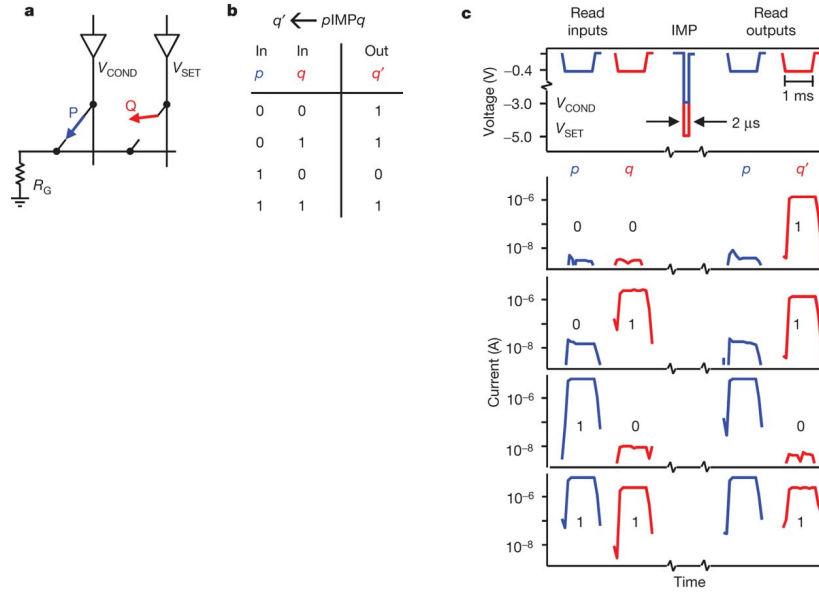 a
V_COND V_SET
P Q
R_G
b
q′ ← pIMPq
In In Out
p q q′
0 0 1
0 1 1
1 0 0
1 1 1
c
Read inputs IMP Read outputs
Voltage (V)
−0.4
1 ms
−3.0 V_COND
V_SET 2 μs
−5.0
p q p q′
Current (A)
10⁻⁶
0 0 1
10⁻⁸
10⁻⁶
0 1 1
10⁻⁸
10⁻⁶
1 0 0
10⁻⁸
10⁻⁶
1 1 1
10⁻⁸
Time